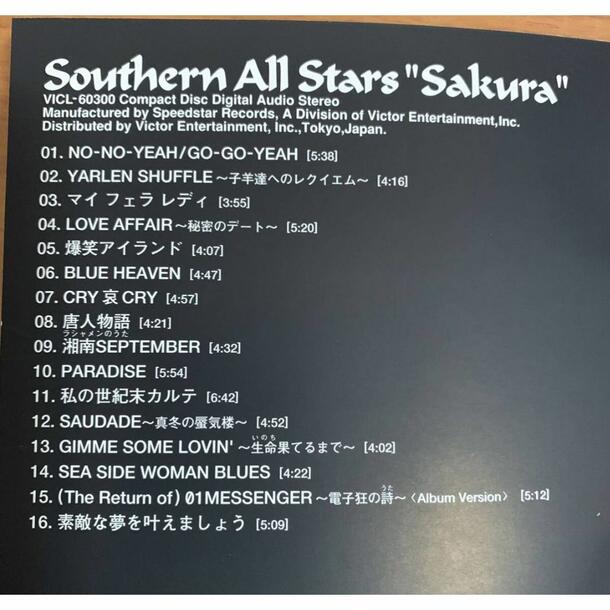 Southern All Stars "Sakura"
VICL-60300 Compact Disc Digital Audio Stereo
Manufactured by Speedstar Records, A Division of Victor Entertainment,Inc.
Distributed by Victor Entertainment, Inc.,Tokyo,Japan.
01. NO-NO-YEAH/GO-GO-YEAH [5:38]
02. YARLEN SHUFFLE〜子羊達へのレクイエム〜 [4:16]
03. マイ フェラ レディ [3:55]
04. LOVE AFFAIR〜秘密のデート〜 [5:20]
05. 爆笑アイランド [4:07]
06. BLUE HEAVEN [4:47]
07. CRY 哀 CRY [4:57]
08. 唐人物語 [4:21]
ラシャメンのうた
09. 湘南SEPTEMBER [4:32]
10. PARADISE [5:54]
11. 私の世紀末カルテ [6:42]
12. SAUDADE〜真冬の蜃気楼〜 [4:52]
いのち
13. GIMME SOME LOVIN' 〜生命果てるまで〜 [4:02]
14. SEA SIDE WOMAN BLUES [4:22]
うた
15. (The Return of) 01MESSENGER 〜電子狂の詩〜〈Album Version〉 [5:12]
16. 素敵な夢を叶えましょう [5:09]